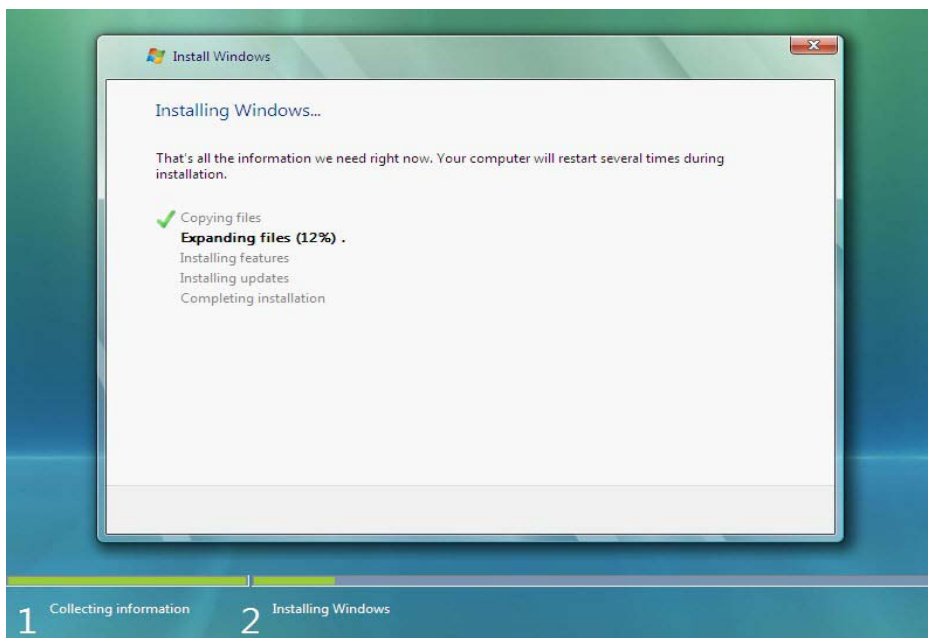 Install Windows
Installing Windows...
That's all the information we need right now. Your computer will restart several times during
installation.
Copying files
Expanding files (12%) .
Installing features
Installing updates
Completing installation
1 Collecting information
2 Installing Windows